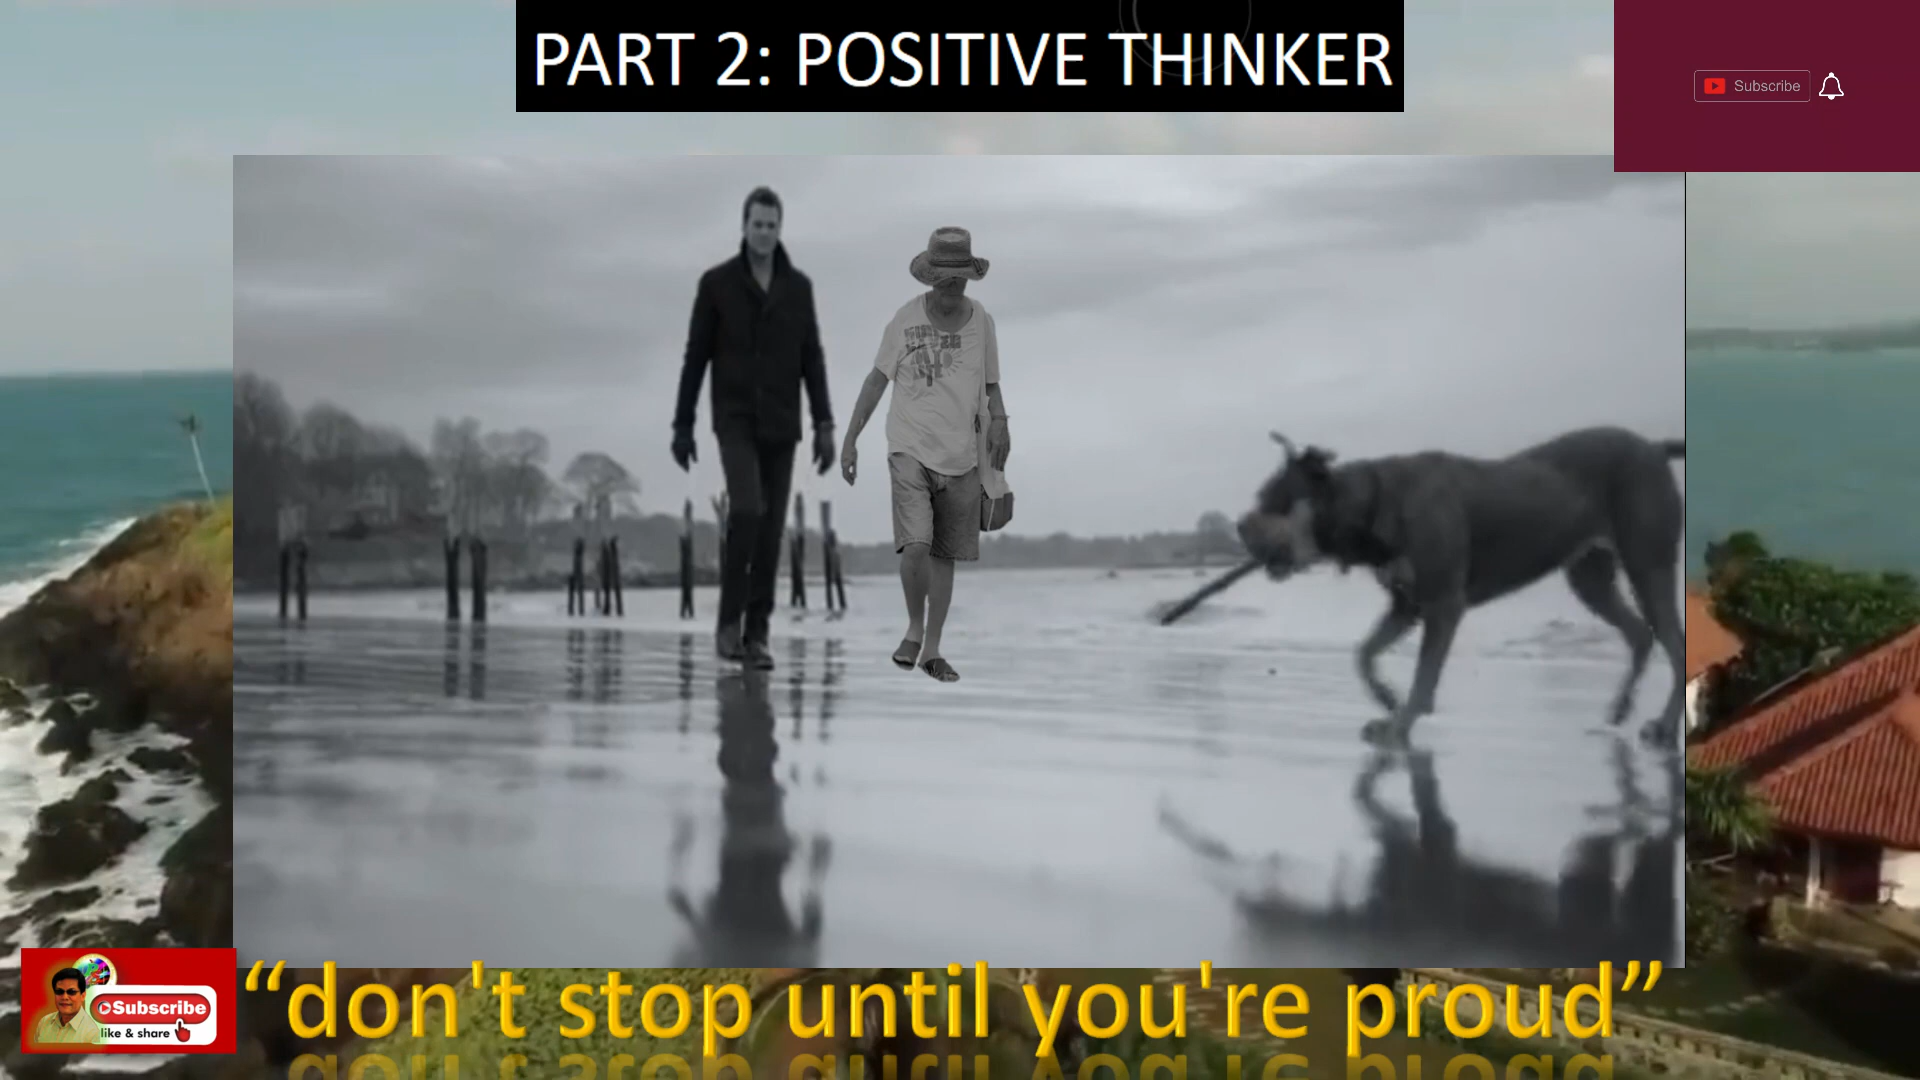 PART 2: POSITIVE THINKER
Subscribe
“don't stop until you're proud”
Subscribe
like & share